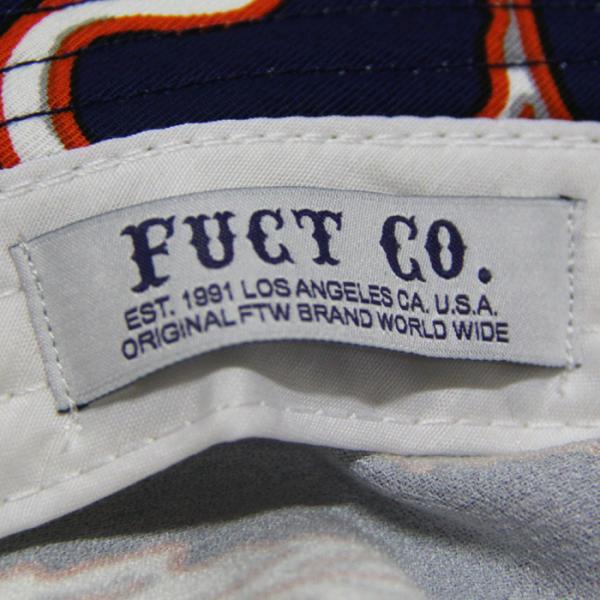 FUCT CO.
EST. 1991 LOS ANGELES CA. U.S.A.
ORIGINAL FTW BRAND WORLD WIDE